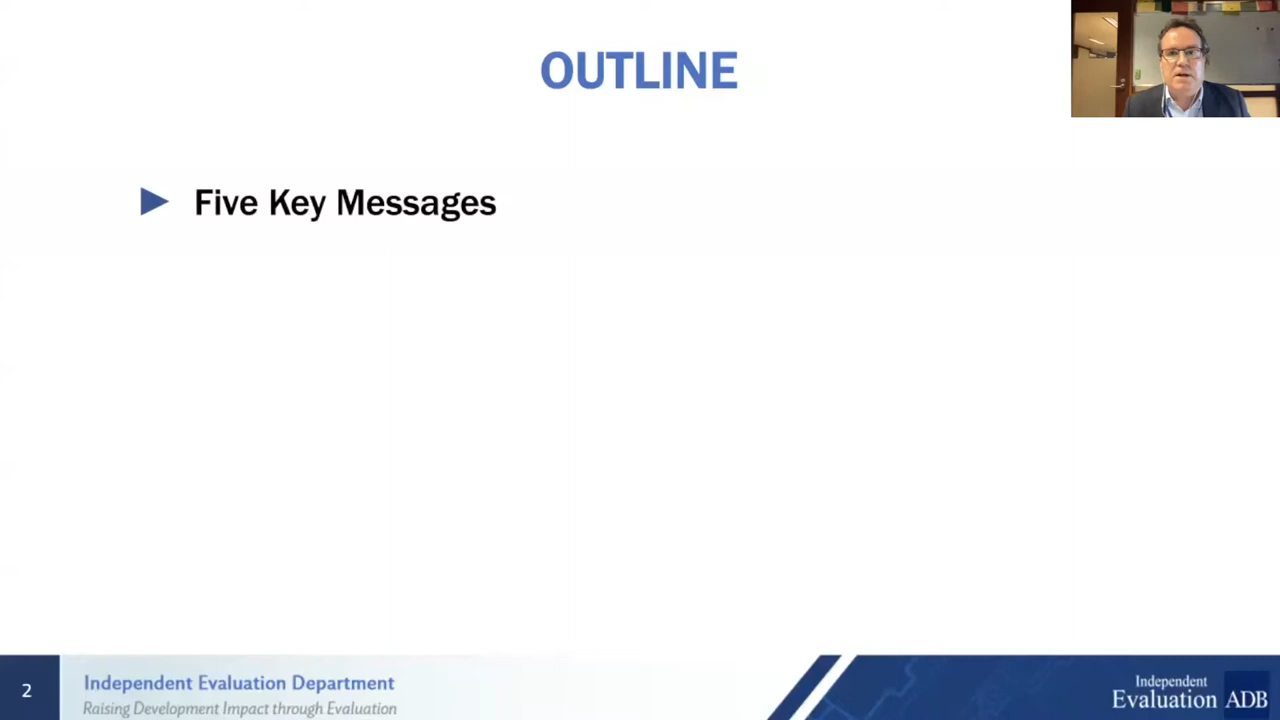 OUTLINE
Five Key Messages
2
Independent Evaluation Department
Raising Development Impact through Evaluation
Independent
Evaluation ADB